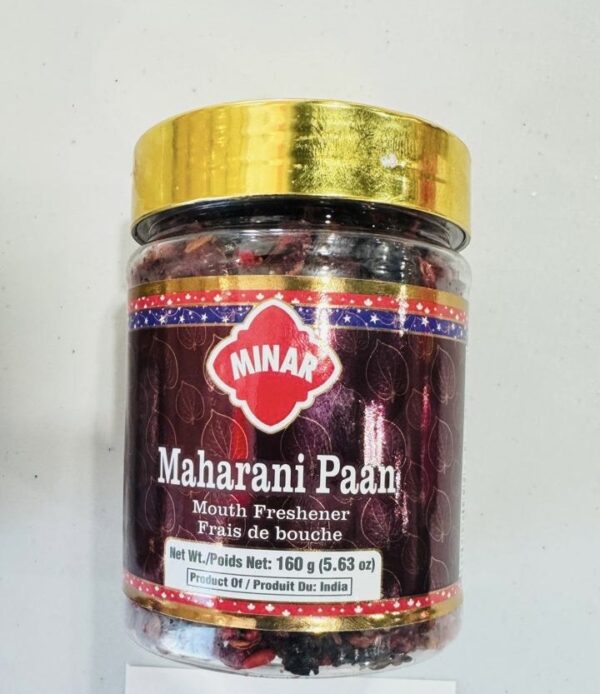 MINAR
Maharani Paan
Mouth Freshener
Frais de bouche
Net Wt./Poids Net: 160 g (5.63 oz)
Product Of / Produit Du: India